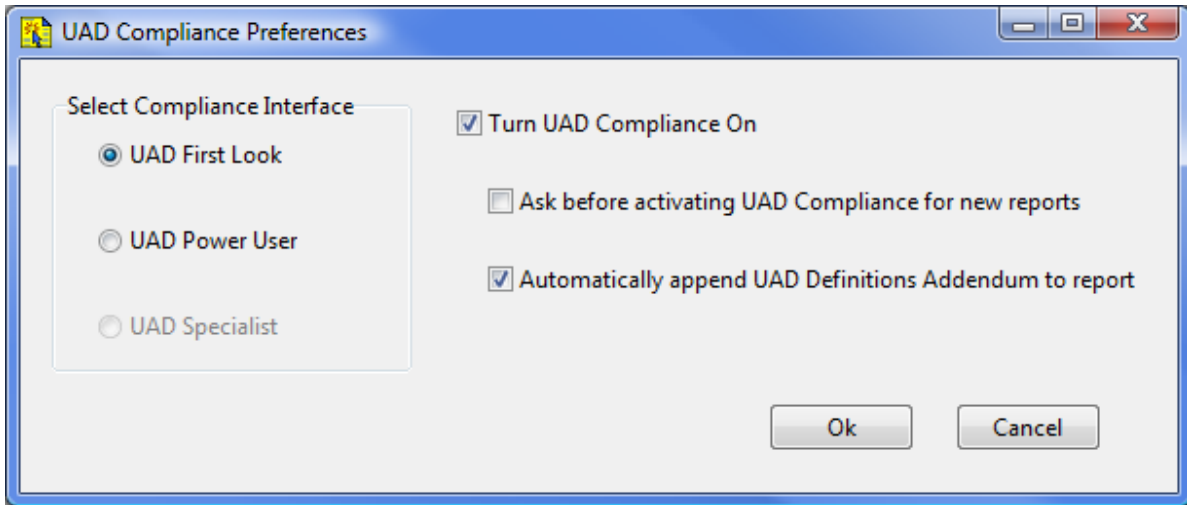 UAD Compliance Preferences
Select Compliance Interface
UAD First Look
UAD Power User
UAD Specialist
Turn UAD Compliance On
Ask before activating UAD Compliance for new reports
Automatically append UAD Definitions Addendum to report
Ok
Cancel